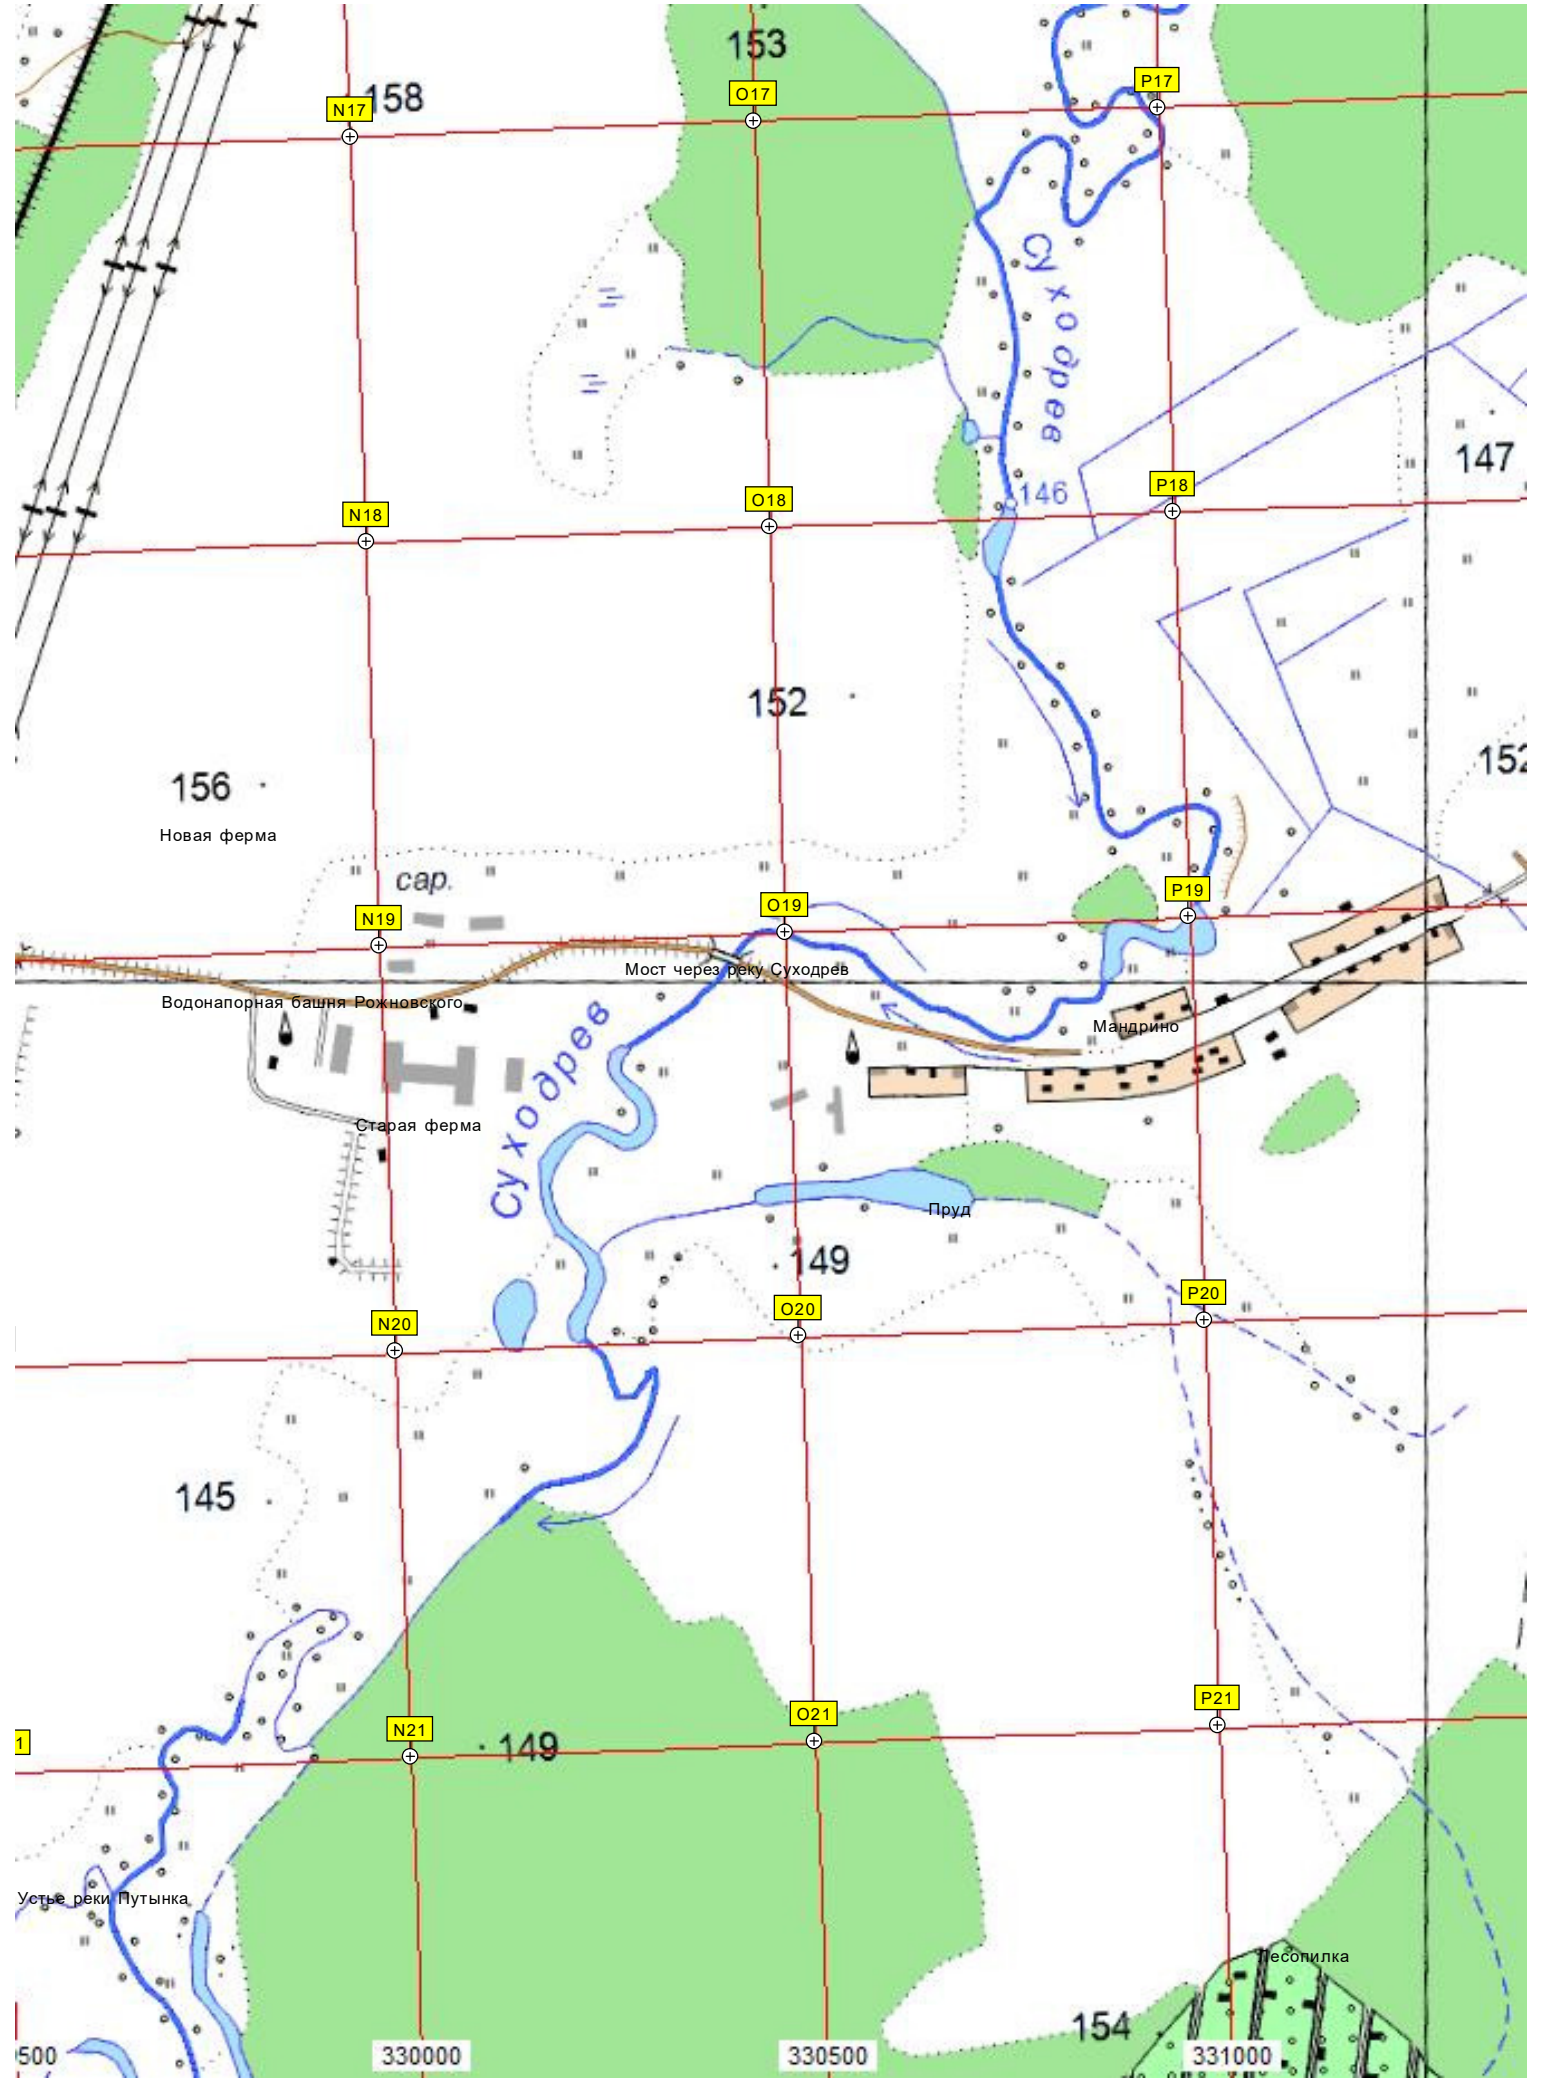 153
158
N17
O17
P17
Суходрев
147
146
N18
O18
P18
152
152
156
Новая ферма
сар.
N19
O19
P19
Мост через реку Суходрев
Водонапорная башня Рожновского
Мандрино
Суходрев
Старая ферма
Пруд
149
N20
O20
P20
145
N21
O21
P21
1
149
Устье реки Путынка
Лесопилка
154
500
330000
330500
331000